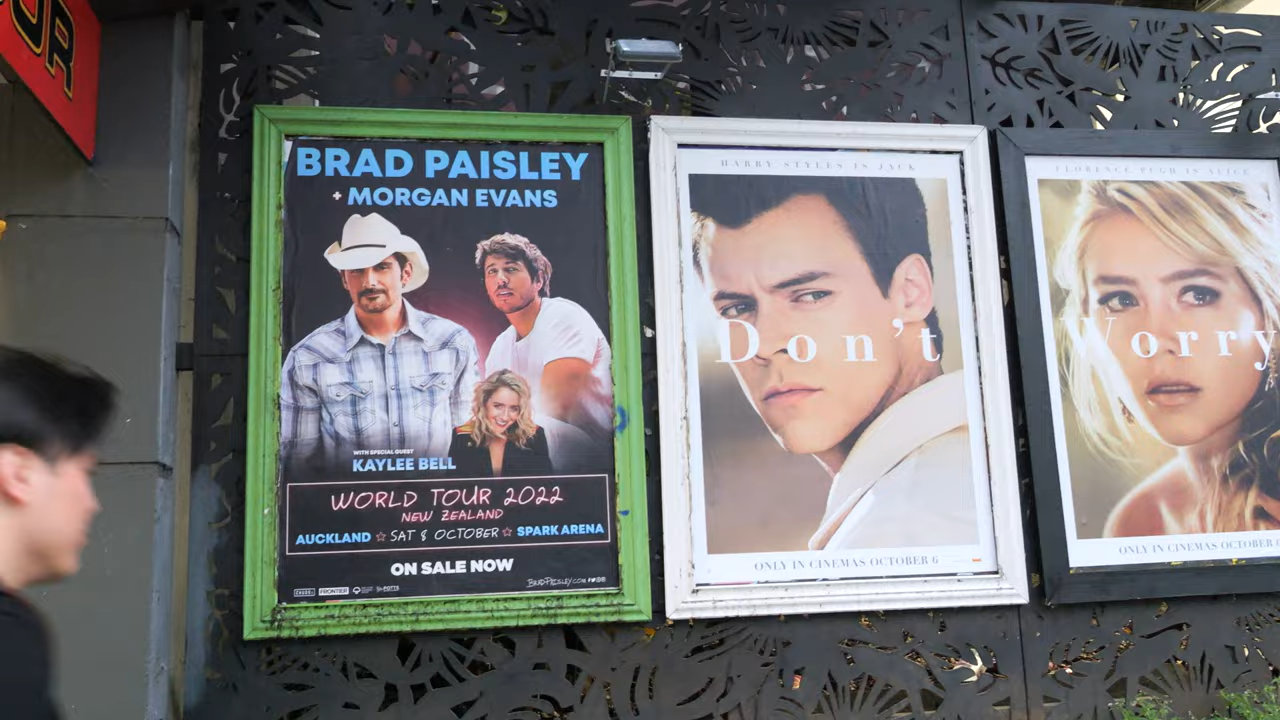 UR
BRAD PAISLEY
+ MORGAN EVANS
WITH SPECIAL GUEST
KAYLEE BELL
WORLD TOUR 2022
NEW ZEALAND
AUCKLAND ☆ SAT 8 OCTOBER ☆ SPARK ARENA
ON SALE NOW
BRADPAISLEY.COM
FRONTIER
HARRY STYLES IS JACK
Don't
ONLY IN CINEMAS OCTOBER 6
FLORENCE PUGH IS ALICE
Worry
ONLY IN CINEMAS OCTOBER